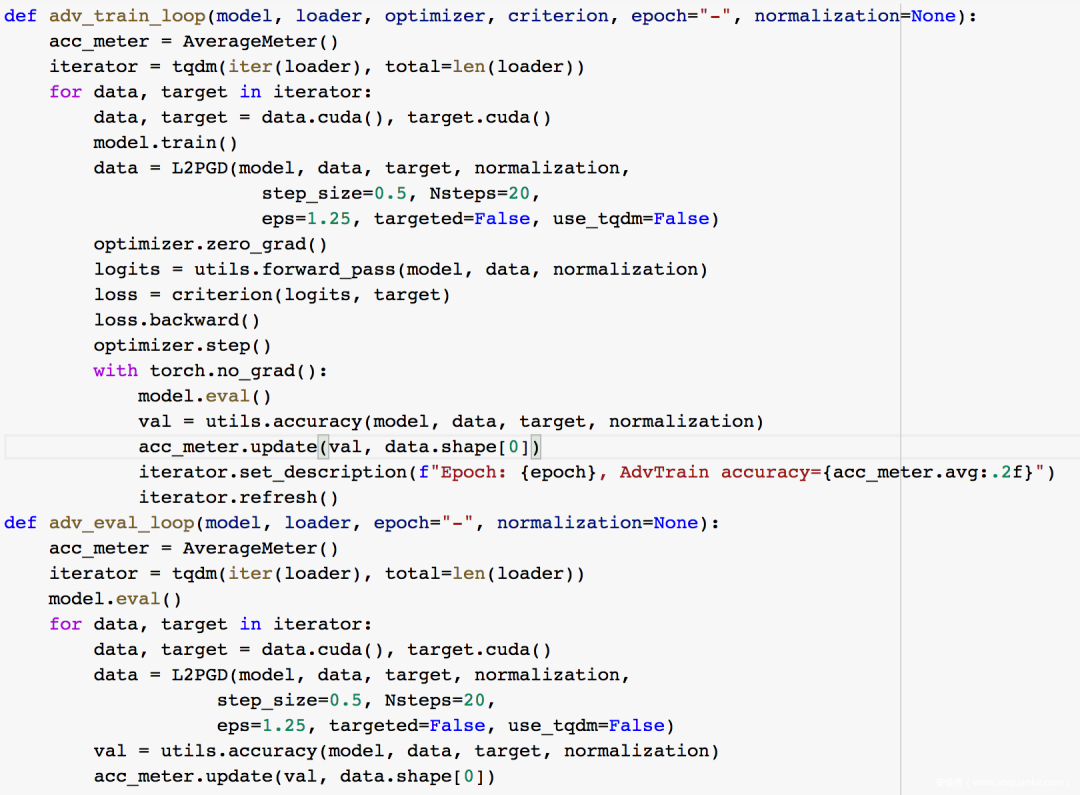 def adv_train_loop(model, loader, optimizer, criterion, epoch="-", normalization=None):
    acc_meter = AverageMeter()
    iterator = tqdm(iter(loader), total=len(loader))
    for data, target in iterator:
        data, target = data.cuda(), target.cuda()
        model.train()
        data = L2PGD(model, data, target, normalization,
                       step_size=0.5, Nsteps=20,
                       eps=1.25, targeted=False, use_tqdm=False)
        optimizer.zero_grad()
        logits = utils.forward_pass(model, data, normalization)
        loss = criterion(logits, target)
        loss.backward()
        optimizer.step()
        with torch.no_grad():
            model.eval()
            val = utils.accuracy(model, data, target, normalization)
            acc_meter.update(val, data.shape[0])
            iterator.set_description(f"Epoch: {epoch}, AdvTrain accuracy={acc_meter.avg:.2f}")
            iterator.refresh()
def adv_eval_loop(model, loader, epoch="-", normalization=None):
    acc_meter = AverageMeter()
    iterator = tqdm(iter(loader), total=len(loader))
    model.eval()
    for data, target in iterator:
        data, target = data.cuda(), target.cuda()
        data = L2PGD(model, data, target, normalization,
                   step_size=0.5, Nsteps=20,
                   eps=1.25, targeted=False, use_tqdm=False)
        val = utils.accuracy(model, data, target, normalization)
        acc_meter.update(val, data.shape[0])